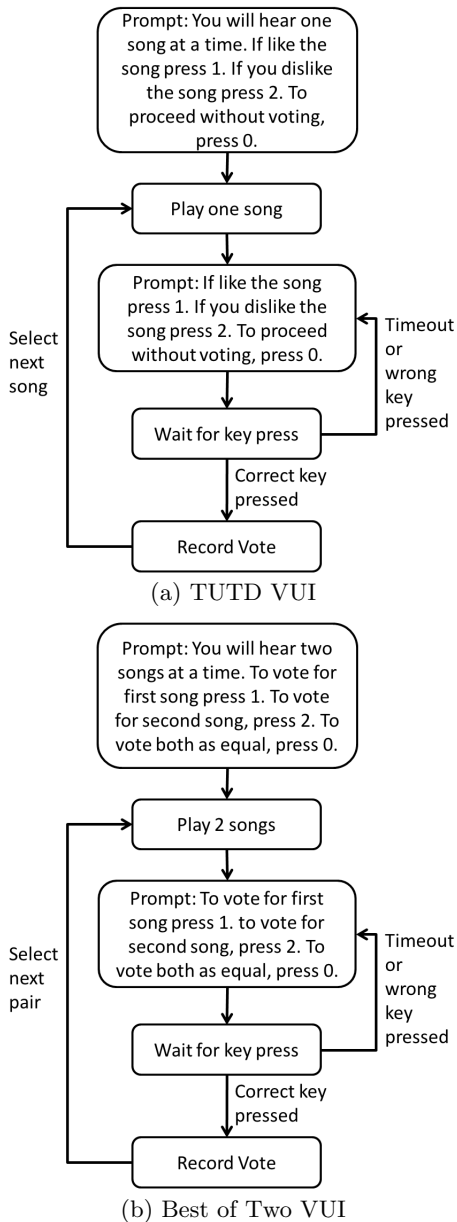 Prompt: You will hear one
song at a time. If like the
song press 1. If you dislike
the song press 2. To
proceed without voting,
press 0.
Play one song
Prompt: If like the song
press 1. If you dislike the
song press 2. To proceed
without voting, press 0.
Timeout
or
wrong
key
pressed
Select
next
song
Wait for key press
Correct key
pressed
Record Vote
(a) TUTD VUI
Prompt: You will hear two
songs at a time. To vote for
first song press 1. To vote
for second song, press 2. To
vote both as equal, press 0.
Play 2 songs
Prompt: To vote for first
song press 1. to vote for
second song, press 2. To
vote both as equal, press 0.
Timeout
or
wrong
key
pressed
Select
next
pair
Wait for key press
Correct key
pressed
Record Vote
(b) Best of Two VUI